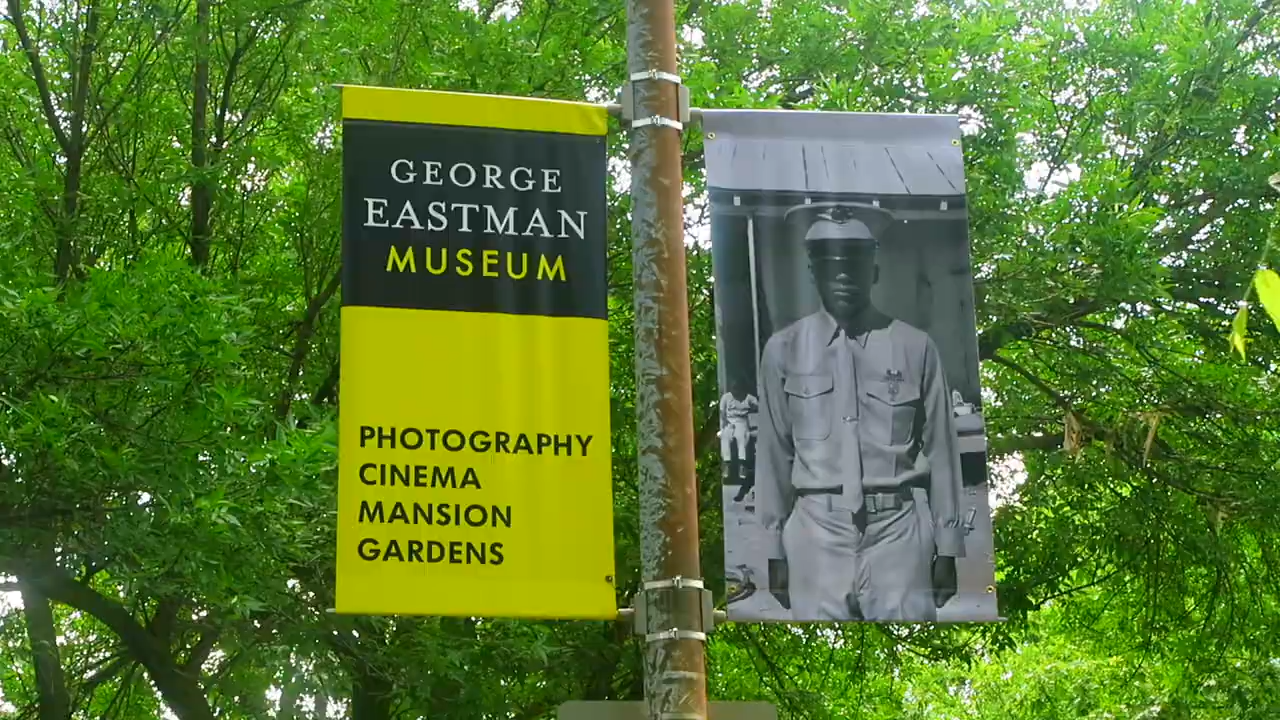 GEORGE
EASTMAN
MUSEUM
PHOTOGRAPHY
CINEMA
MANSION
GARDENS